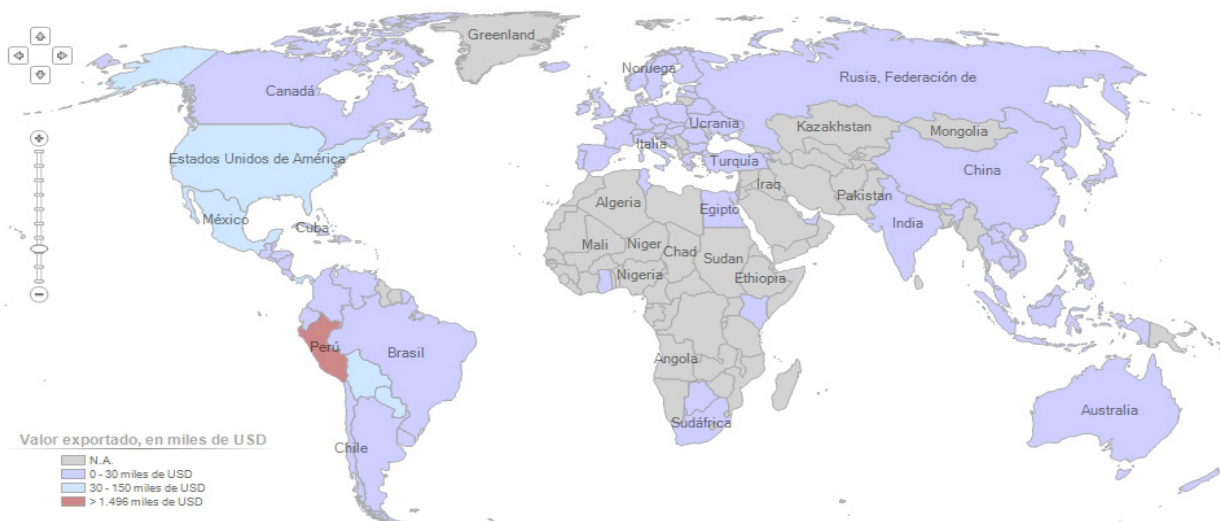 Greenland
Noruega
Rusia, Federación de
Canadá
Ucrania
Kazakhstan
Mongolia
Italia
Estados Unidos de América
Turquía
China
Iraq
Pakistan
Algeria
Egipto
México
India
Cuba
Mali
Niger
Chad
Sudan
Nigeria
Ethiopia
Perú
Brasil
Angola
Australia
Sudáfrica
Chile
Valor exportado, en miles de USD
N.A.
0 - 30 miles de USD
30 - 150 miles de USD
> 1.496 miles de USD